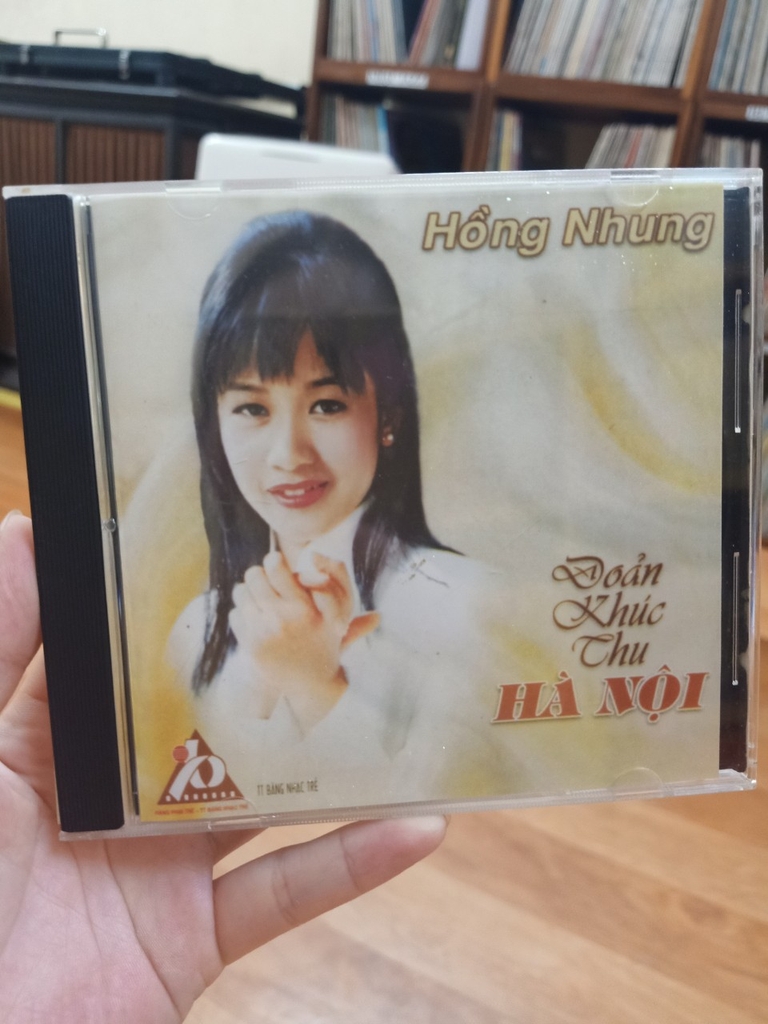 Hồng Nhung
Đoản
Khúc
Thu
HÀ NỘI
TT BĂNG NHẠC TRẺ